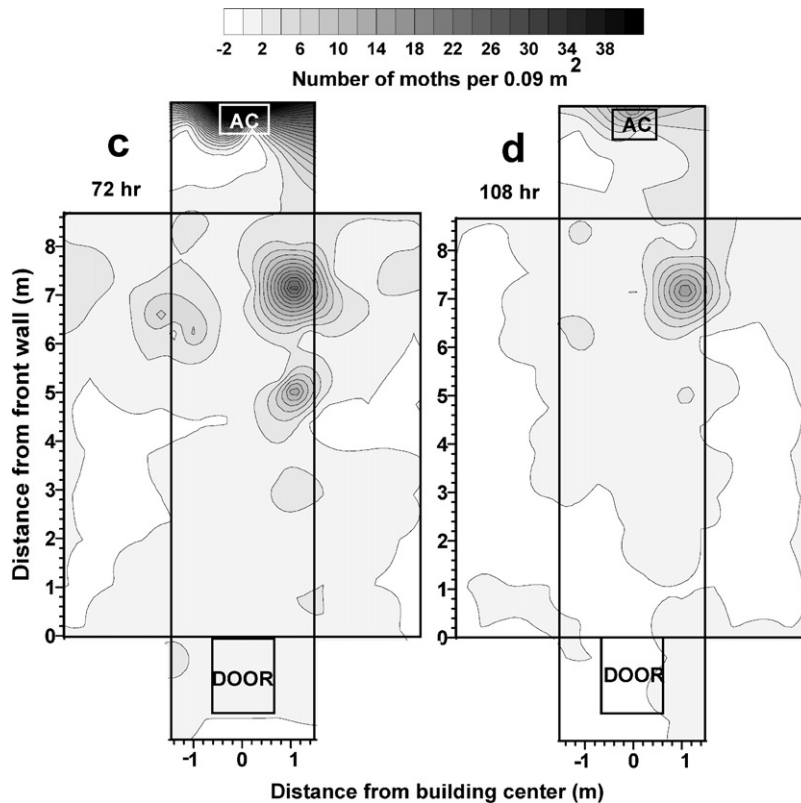 -2 2 6 10 14 18 22 26 30 34 38
Number of moths per 0.09 m2
c
72 hr
AC
d
108 hr
AC
Distance from front wall (m)
8
7
6
5
4
3
2
1
0
8
7
6
5
4
3
2
1
0
DOOR
DOOR
-1 0 1
-1 0 1
Distance from building center (m)